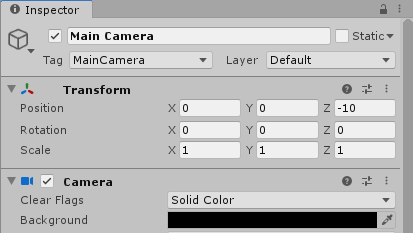 Inspector
Main Camera Static
Tag MainCamera Layer Default
Transform
Position X 0 Y 0 Z -10
Rotation X 0 Y 0 Z 0
Scale X 1 Y 1 Z 1
Camera
Clear Flags Solid Color
Background